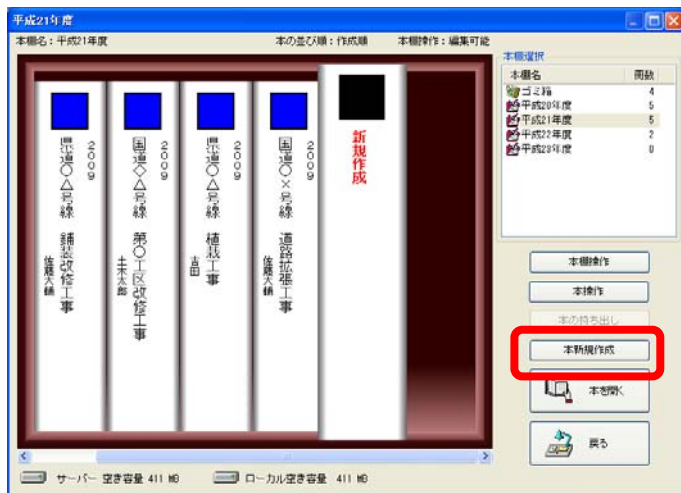 平成21年度
本棚名：平成21年度
本の並び順：作成順
本棚操作：編集可能
2009
県道○△号線 舗装改修工事
佐藤大輔
2009
国道◇△号線 第○工区改修工事
土木太郎
2009
県道○△号線 植栽工事
吉田
2009
国道○×号線 道路拡張工事
佐藤大輔
新規作成
本棚選択
本棚名 冊数
ゴミ箱 4
平成20年度 5
平成21年度 5
平成22年度 2
平成23年度 0
本棚操作
本操作
本の持ち出し
本新規作成
本を開く
戻る
サーバー 空き容量 411 MB
ローカル空き容量 411 MB